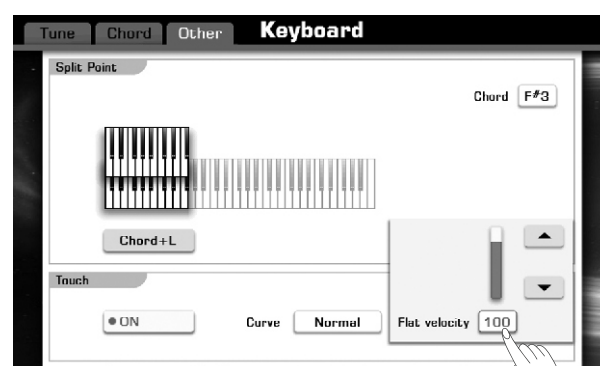 Tune Chord Other Keyboard
Split Point
Chord F#3
Chord+L
Touch
ON Curve Normal Flat velocity 100